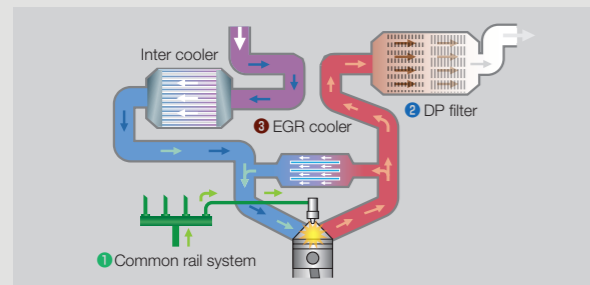 Inter cooler
❷ DP filter
❸ EGR cooler
❶ Common rail system